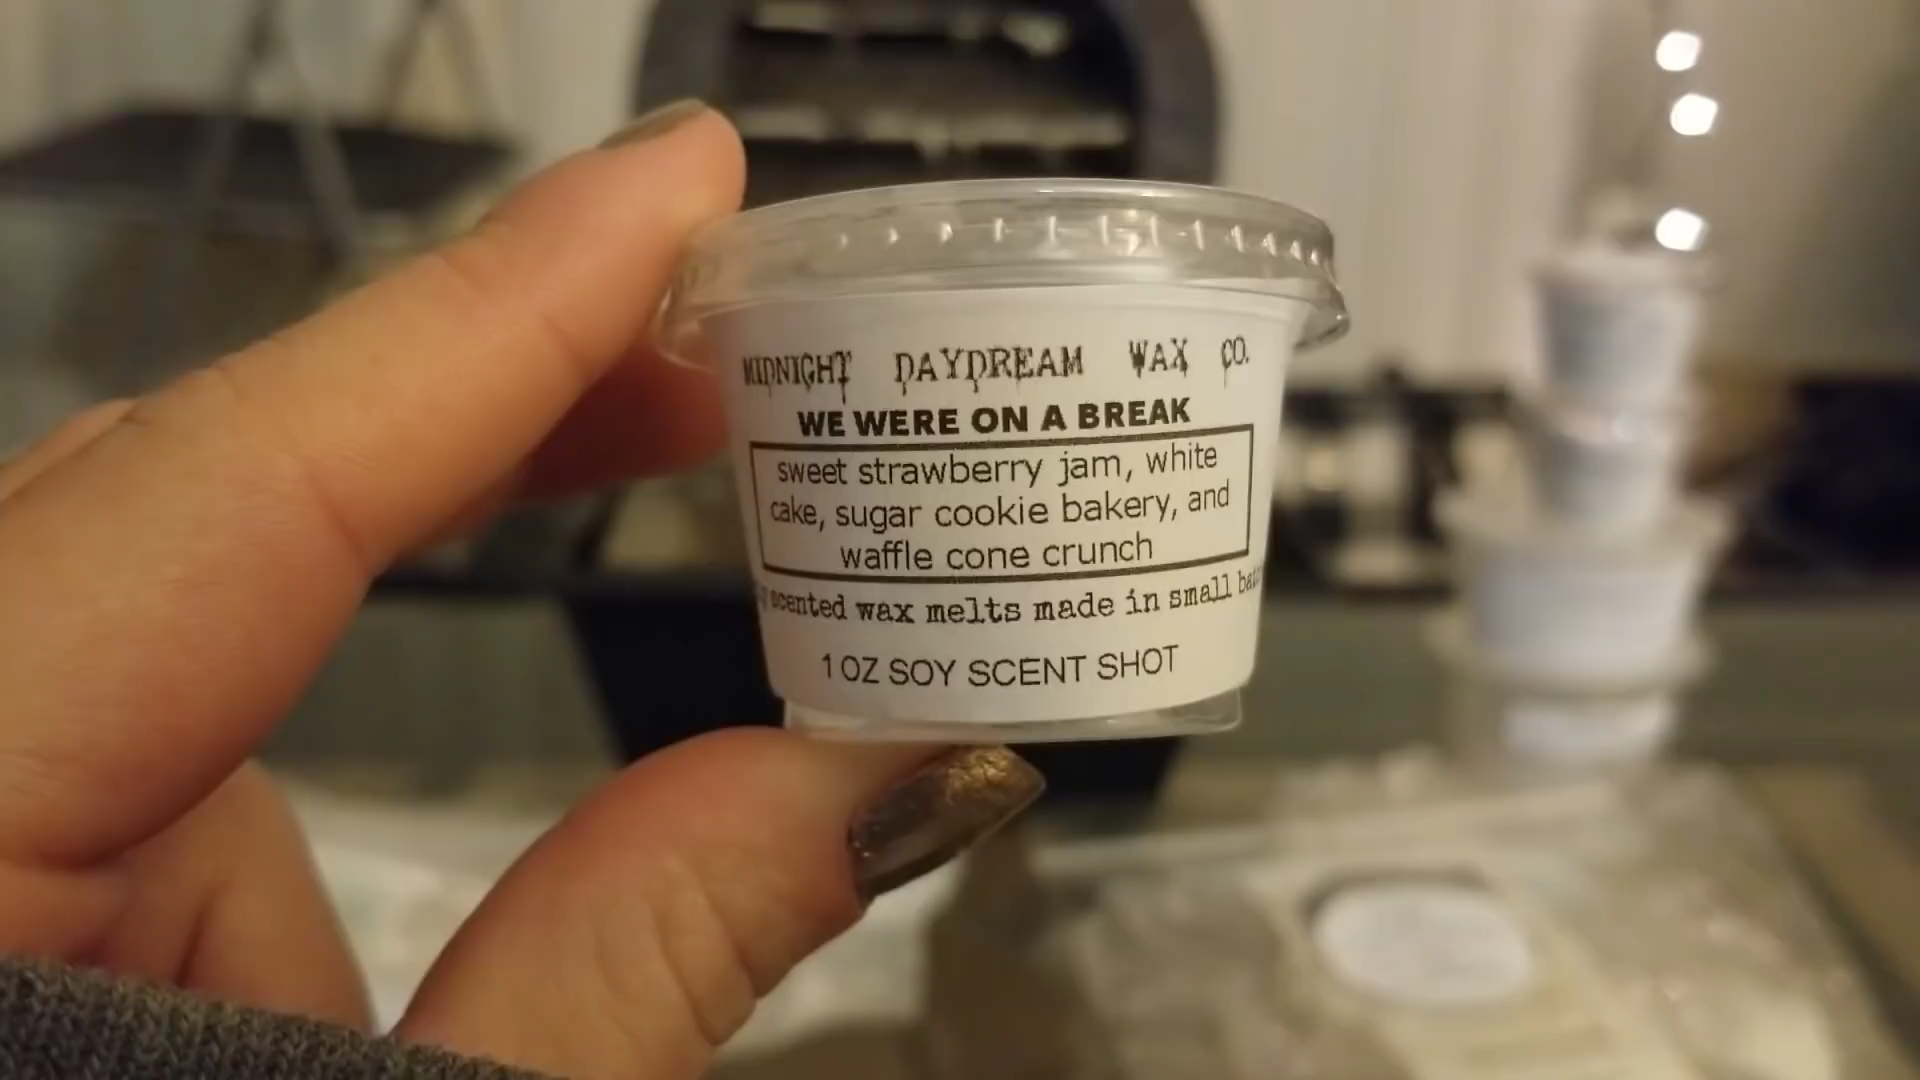 MIDNIGHT DAYDREAM WAX CO.
WE WERE ON A BREAK
sweet strawberry jam, white
cake, sugar cookie bakery, and
waffle cone crunch
scented wax melts made in small
1 OZ SOY SCENT SHOT